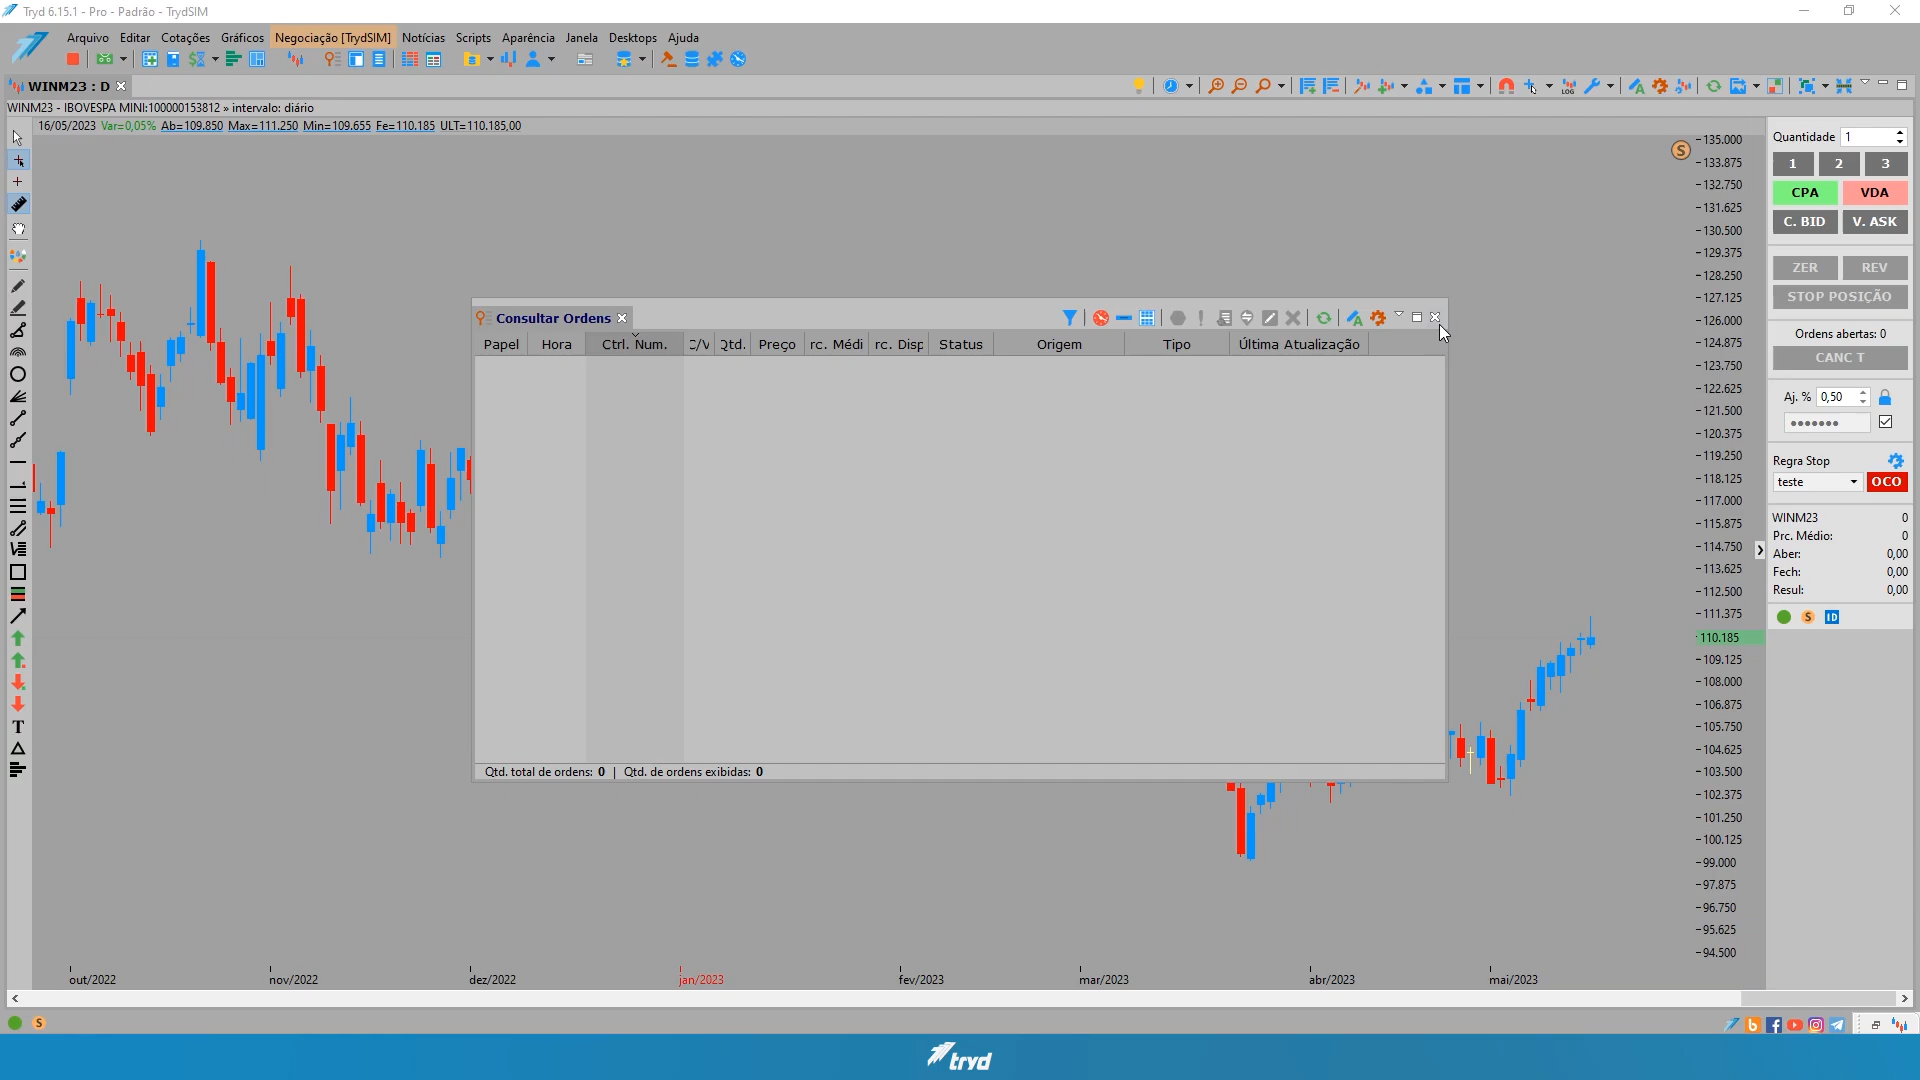 Tryd 6.15.1 - Pro - Padrão - TrydSIM
Arquivo Editar Cotações Gráficos Negociação [TrydSIM] Notícias Scripts Aparência Janela Desktops Ajuda
WINM23 : D
LOG
WINM23 - IBOVESPA MINI:100000153812 » intervalo: diário
16/05/2023 Var=0,05% Ab=109.850 Max=111.250 Min=109.655 Fe=110.185 ULT=110.185,00
S
135.000
133.875
132.750
131.625
130.500
129.375
128.250
127.125
126.000
124.875
123.750
122.625
121.500
120.375
119.250
118.125
117.000
115.875
114.750
113.625
112.500
111.375
110.185
109.125
108.000
106.875
105.750
104.625
103.500
102.375
101.250
100.125
99.000
97.875
96.750
95.625
94.500
Quantidade 1
1 2 3
CPA VDA
C. BID V. ASK
ZER REV
STOP POSIÇÃO
Ordens abertas: 0
CANC T
Aj. % 0,50
Regra Stop
teste OCO
WINM23 0
Prc. Médio: 0
Aber: 0,00
Fech: 0,00
Resul: 0,00
S ID
Consultar Ordens
Papel Hora Ctrl. Num. C/V Qtd. Preço rc. Médi rc. Disp Status Origem Tipo Última Atualização
Qtd. total de ordens: 0 | Qtd. de ordens exibidas: 0
T
out/2022 nov/2022 dez/2022 jan/2023 fev/2023 mar/2023 abr/2023 mai/2023
S
tryd